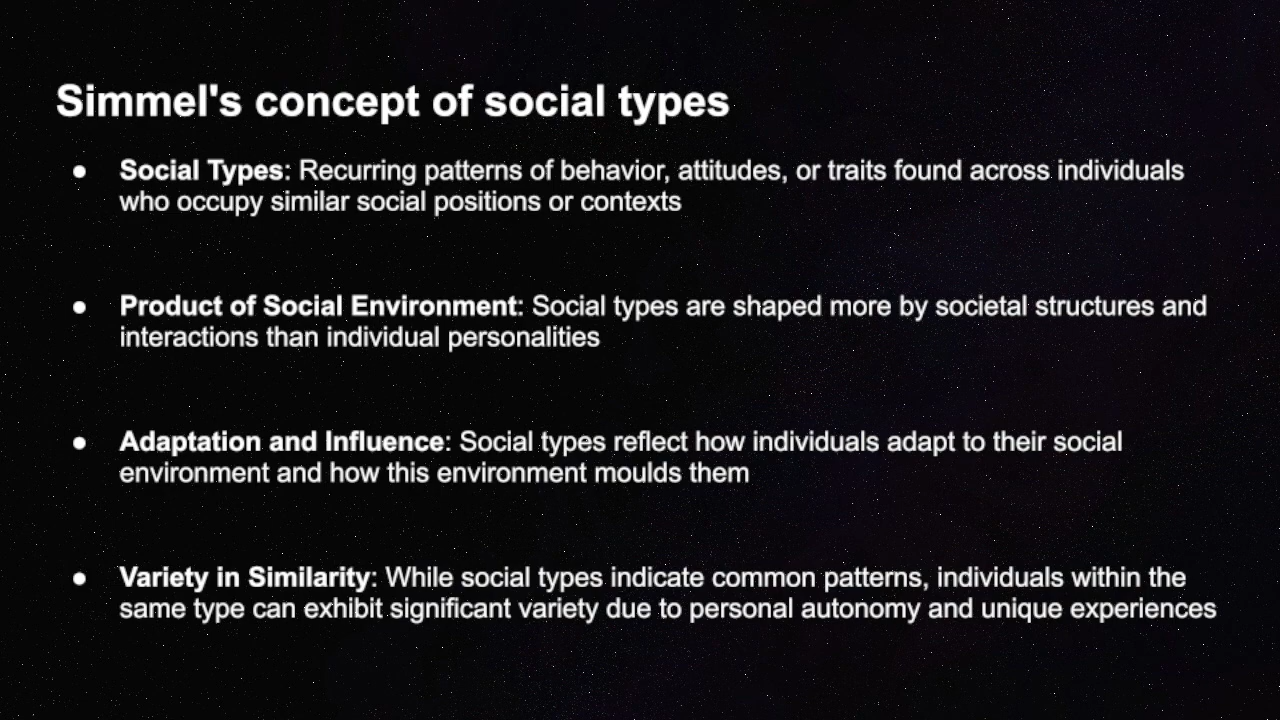 Simmel's concept of social types
● Social Types: Recurring patterns of behavior, attitudes, or traits found across individuals
who occupy similar social positions or contexts
● Product of Social Environment: Social types are shaped more by societal structures and
interactions than individual personalities
● Adaptation and Influence: Social types reflect how individuals adapt to their social
environment and how this environment moulds them
● Variety in Similarity: While social types indicate common patterns, individuals within the
same type can exhibit significant variety due to personal autonomy and unique experiences